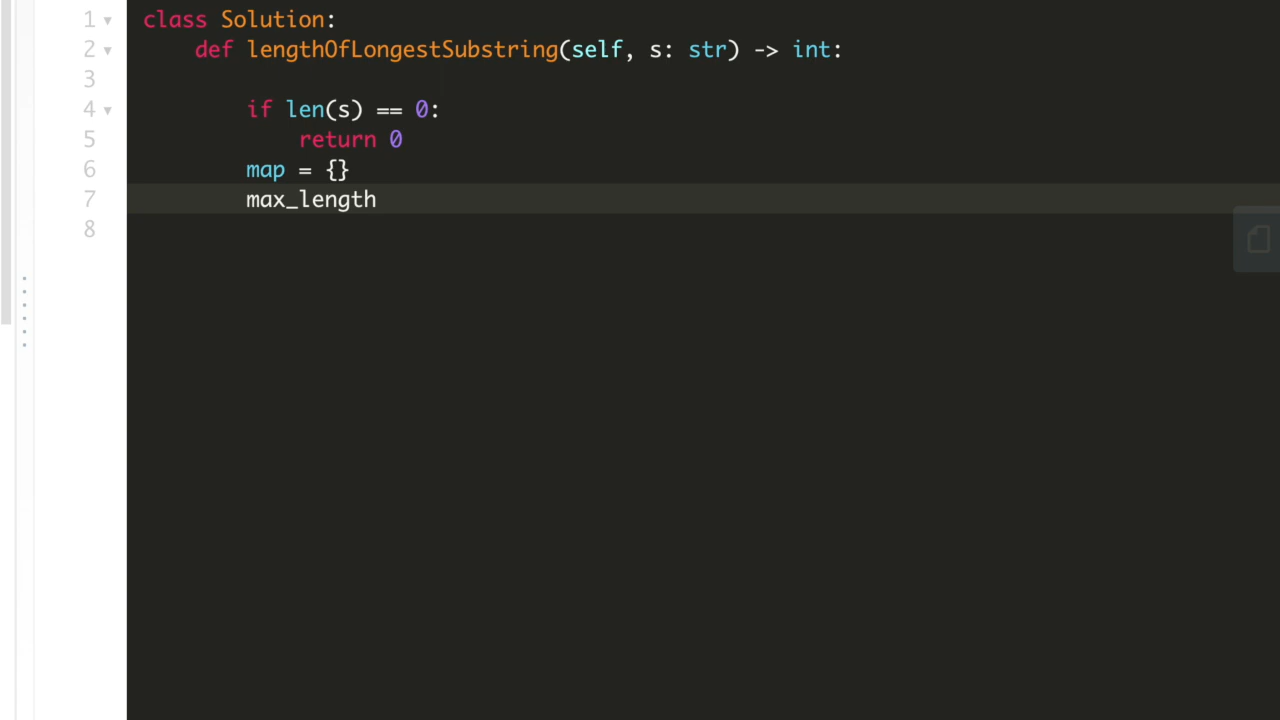 1 class Solution:
2 def lengthOfLongestSubstring(self, s: str) -> int:
3
4 if len(s) == 0:
5 return 0
6 map = {}
7 max_length
8